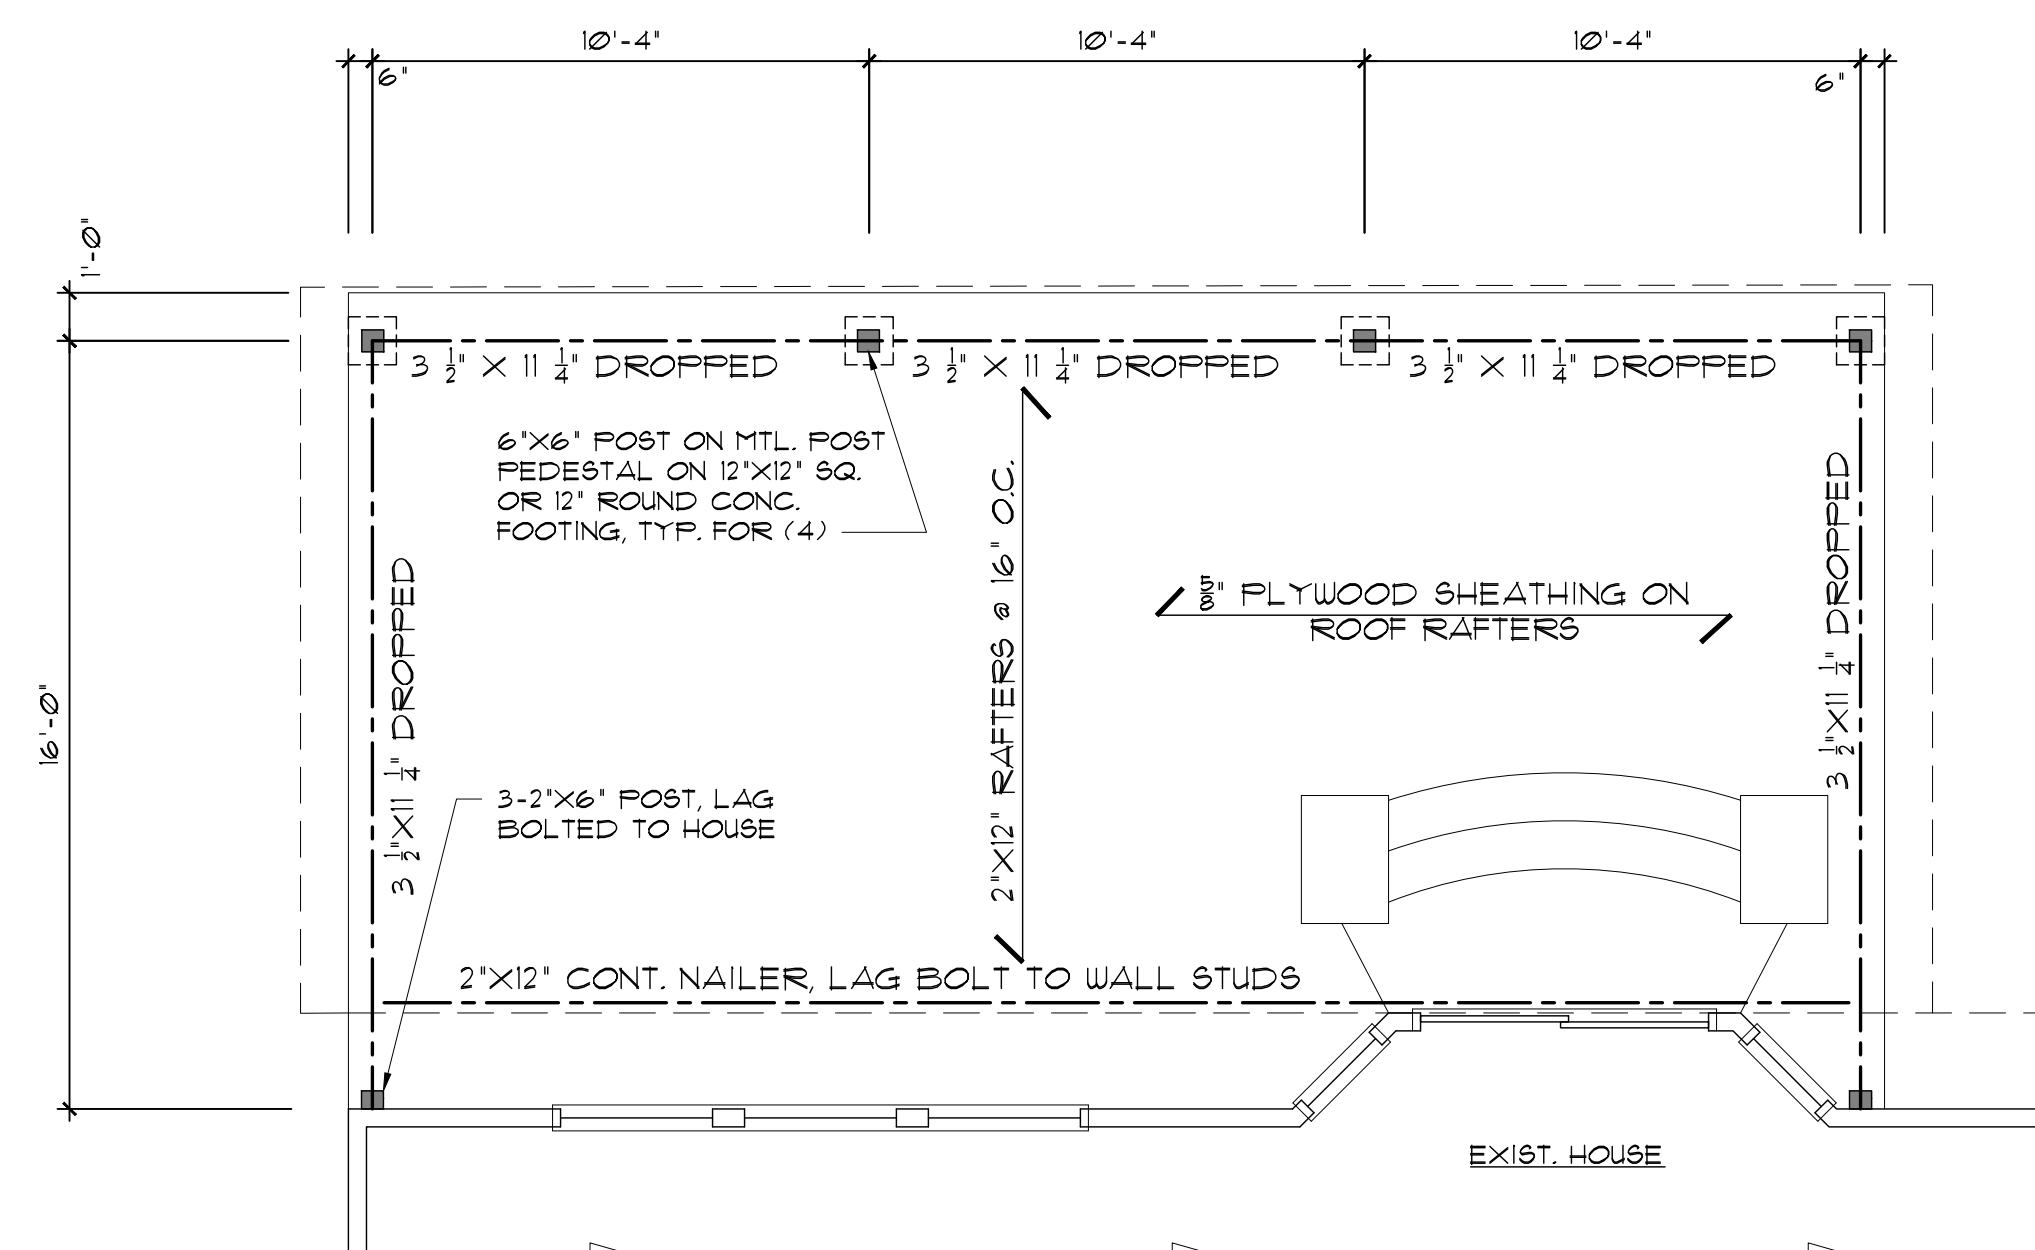 10'-4"
10'-4"
10'-4"
6"
6"
1'-0"
3 1/2" X 11 1/4" DROPPED
3 1/2" X 11 1/4" DROPPED
3 1/2" X 11 1/4" DROPPED
6"X6" POST ON MTL. POST
PEDESTAL ON 12"X12" SQ.
OR 12" ROUND CONC.
FOOTING, TYP. FOR (4)
2"X12" RAFTERS @ 16" O.C.
3 1/2"X11 1/4" DROPPED
3 1/2"X11 1/4" DROPPED
5/8" PLYWOOD SHEATHING ON
ROOF RAFTERS
16'-0"
3-2"X6" POST, LAG
BOLTED TO HOUSE
2"X12" CONT. NAILER, LAG BOLT TO WALL STUDS
EXIST. HOUSE